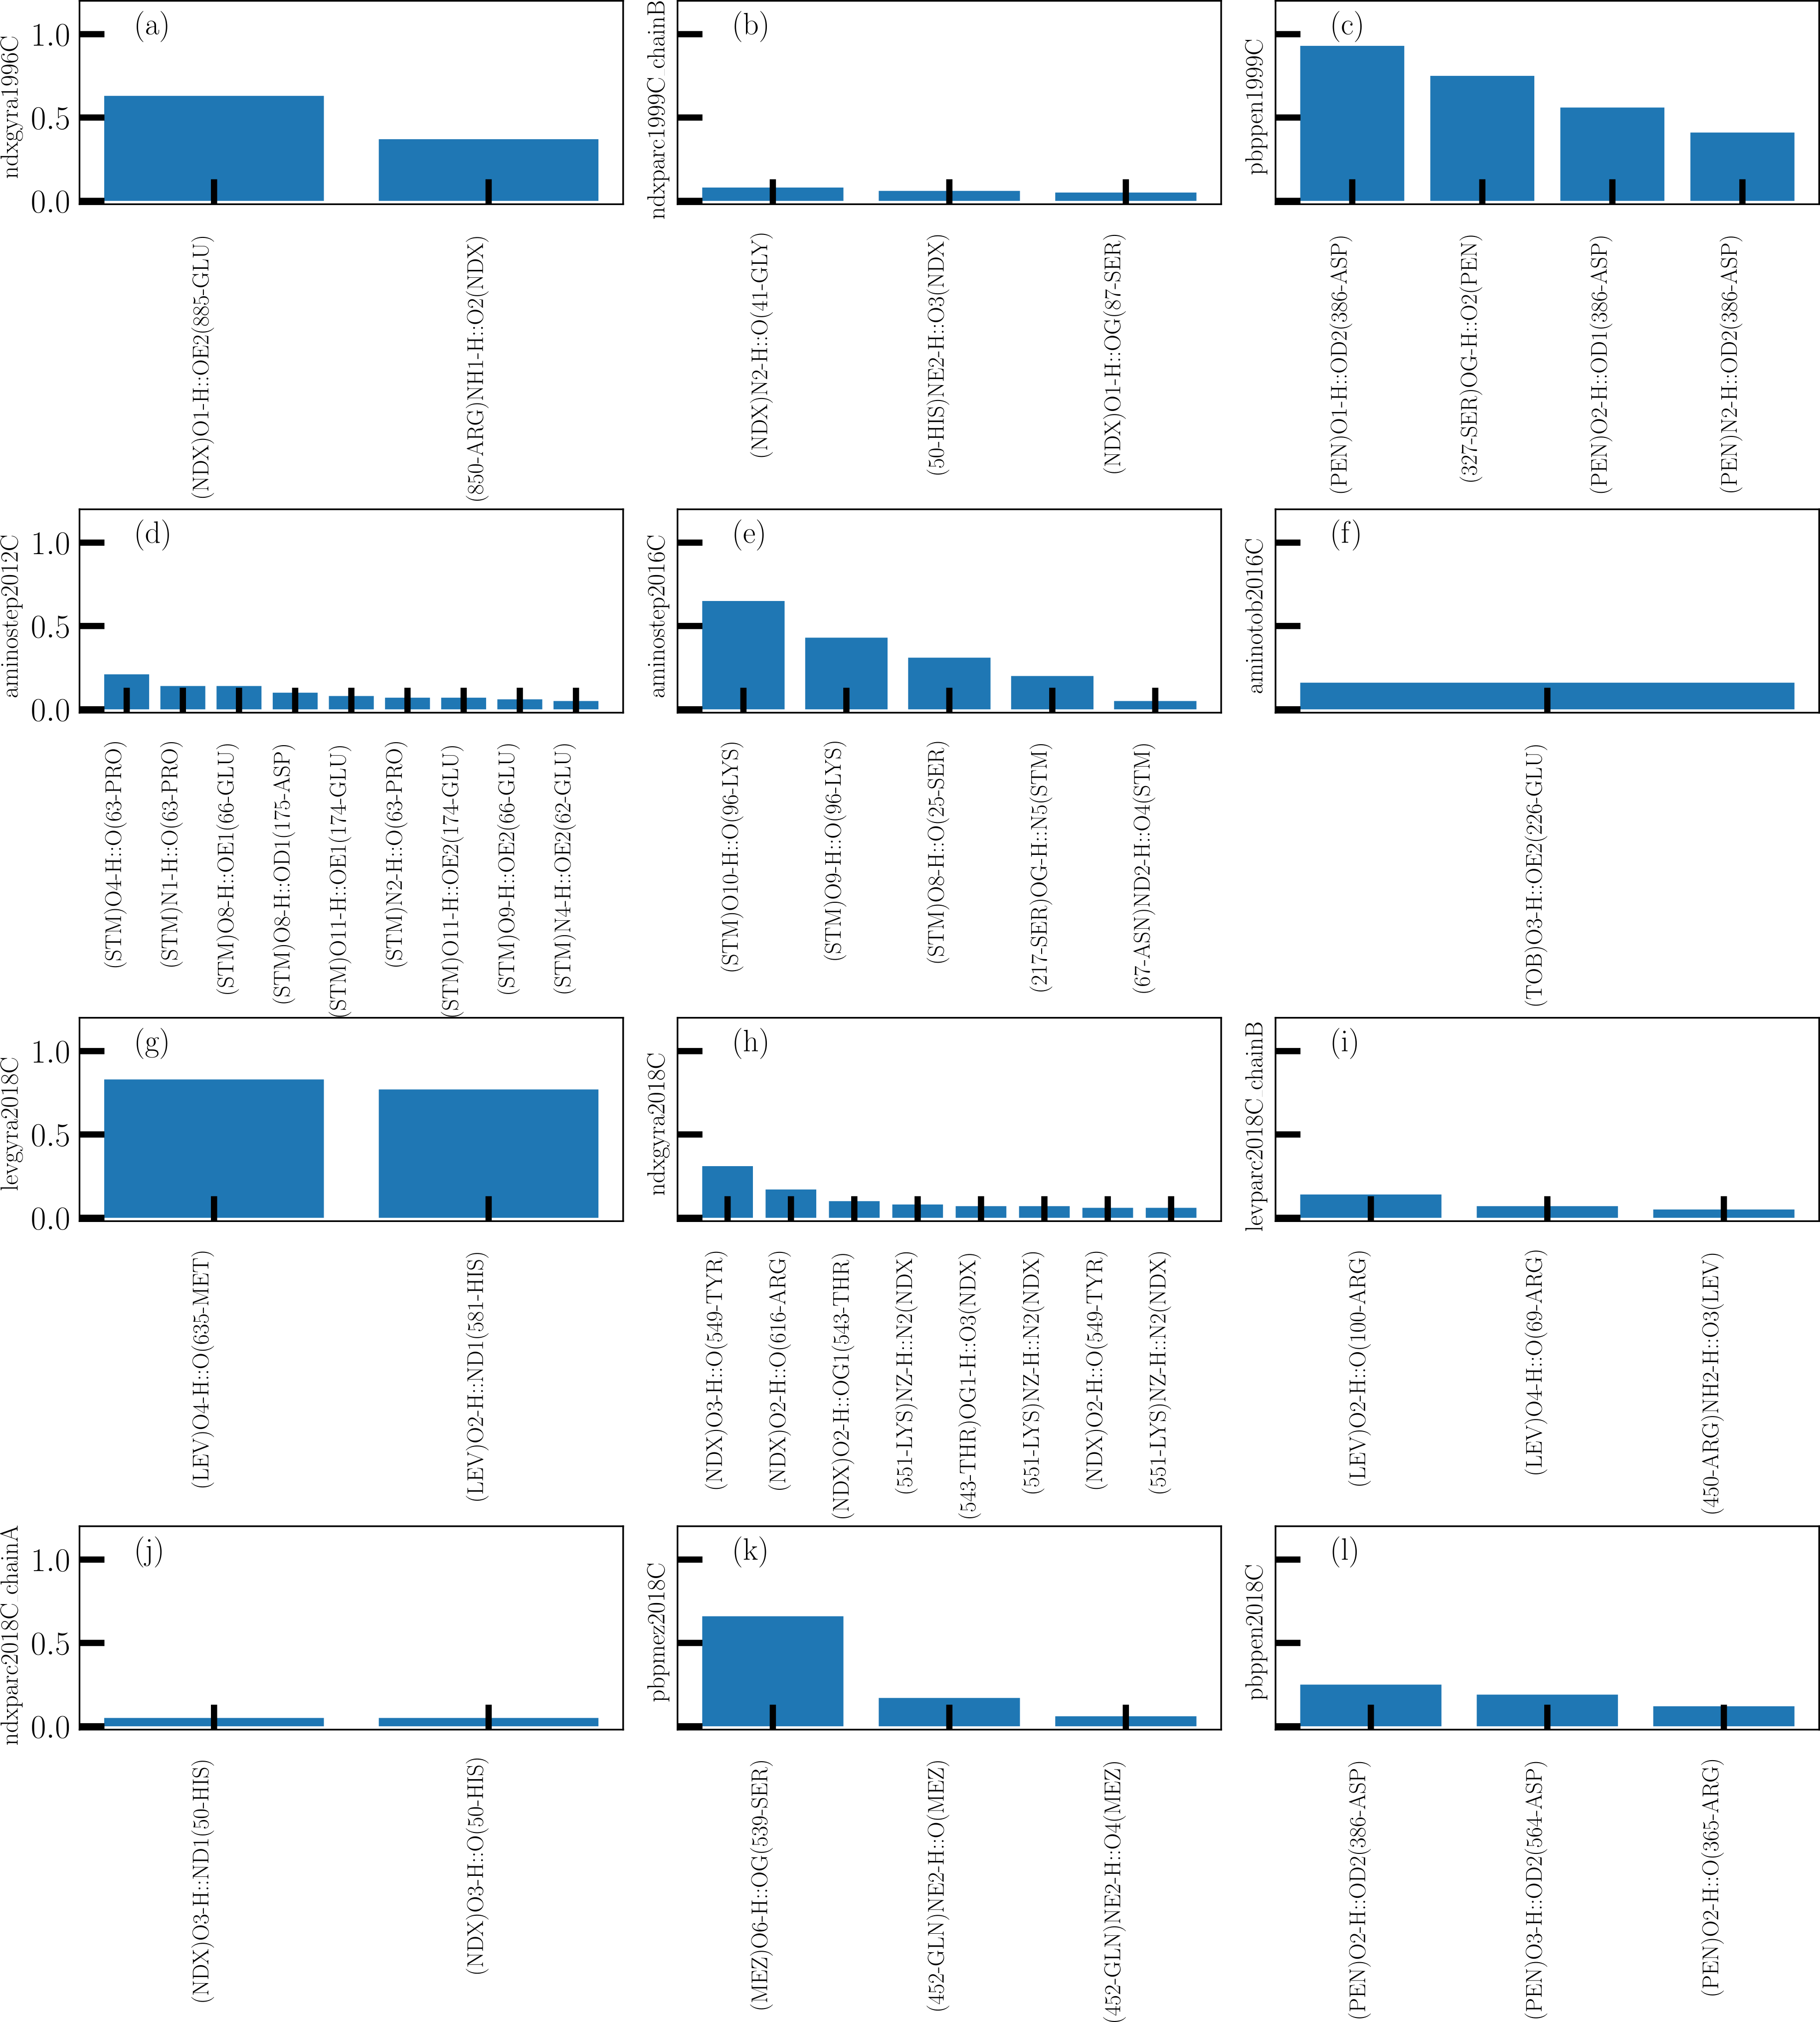 (a)
ndxgyra1996C
1.0
0.5
0.0
(NDX)O1-H::OE2(885-GLU)
(850-ARG)NH1-H::O2(NDX)
(b)
ndxparc1999C chainB
(NDX)N2-H::O(41-GLY)
(50-HIS)NE2-H::O3(NDX)
(NDX)O1-H::OG(87-SER)
(c)
pbppen1999C
(PEN)O1-H::OD2(386-ASP)
(327-SER)OG-H::O2(PEN)
(PEN)O2-H::OD1(386-ASP)
(PEN)N2-H::OD2(386-ASP)
(d)
aminostep2012C
1.0
0.5
0.0
(STM)O4-H::O(63-PRO)
(STM)N1-H::O(63-PRO)
(STM)O8-H::OE1(66-GLU)
(STM)O8-H::OD1(175-ASP)
(STM)O11-H::OE1(174-GLU)
(STM)N2-H::O(63-PRO)
(STM)O11-H::OE2(174-GLU)
(STM)O9-H::OE2(66-GLU)
(STM)N4-H::OE2(62-GLU)
(e)
aminostep2016C
(STM)O10-H::O(96-LYS)
(STM)O9-H::O(96-LYS)
(STM)O8-H::O(25-SER)
(217-SER)OG-H::N5(STM)
(67-ASN)ND2-H::O4(STM)
(f)
aminotob2016C
(TOB)O3-H::OE2(226-GLU)
(g)
levgyra2018C
1.0
0.5
0.0
(LEV)O4-H::O(635-MET)
(LEV)O2-H::ND1(581-HIS)
(h)
ndxgyra2018C
(NDX)O3-H::O(549-TYR)
(NDX)O2-H::O(616-ARG)
(NDX)O2-H::OG1(543-THR)
(551-LYS)NZ-H::N2(NDX)
(543-THR)OG1-H::O3(NDX)
(551-LYS)NZ-H::N2(NDX)
(NDX)O2-H::O(549-TYR)
(551-LYS)NZ-H::N2(NDX)
(i)
levparc2018C chainB
(LEV)O2-H::O(100-ARG)
(LEV)O4-H::O(69-ARG)
(450-ARG)NH2-H::O3(LEV)
(j)
ndxparc2018C chainA
1.0
0.5
0.0
(NDX)O3-H::ND1(50-HIS)
(NDX)O3-H::O(50-HIS)
(k)
pbpmez2018C
(MEZ)O6-H::OG(539-SER)
(452-GLN)NE2-H::O(MEZ)
(452-GLN)NE2-H::O4(MEZ)
(l)
pbppen2018C
(PEN)O2-H::OD2(386-ASP)
(PEN)O3-H::OD2(564-ASP)
(PEN)O2-H::O(365-ARG)